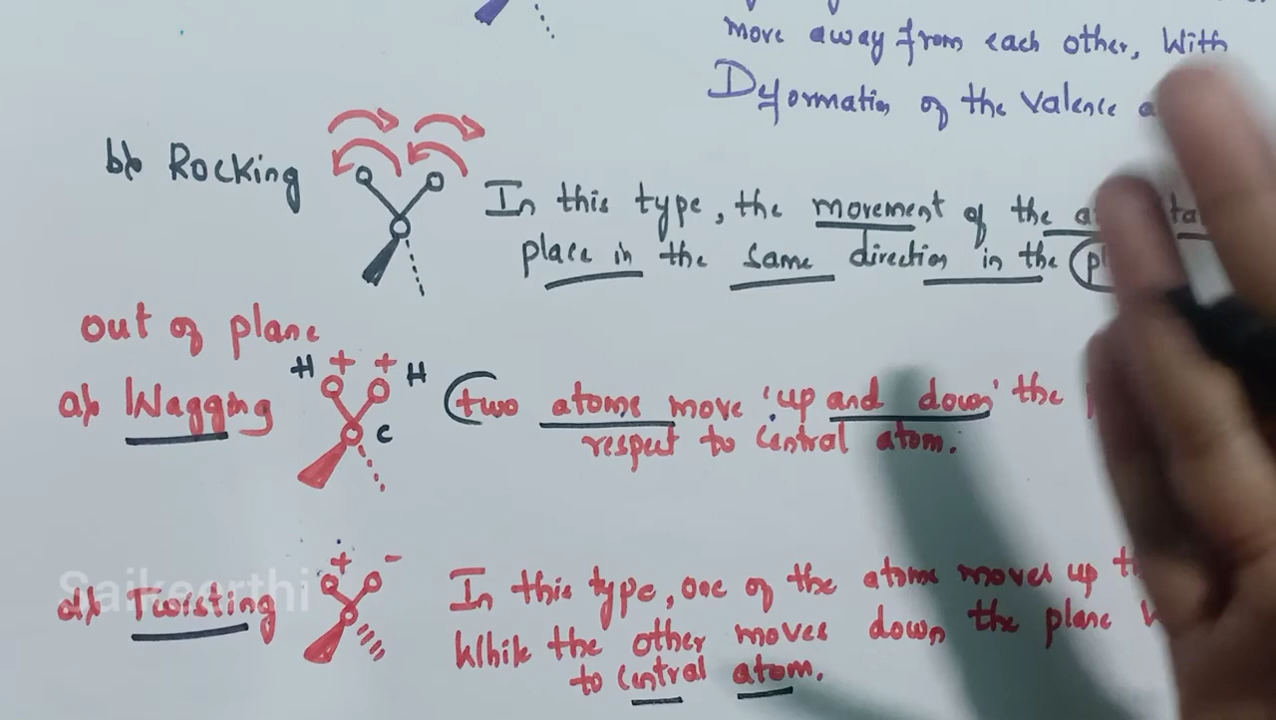 move away from each other, With
Deformation of the valence
b) Rocking
In this type, the movement of the
place in the same direction in the
out of plane
H + + H
a) Wagging
C
two atoms move 'up and down' the
respect to Central atom.
Saikeerthi
+ -
a) Twisting
In this type, one of the atoms moves up
While the other moves down the plane
to Central atom.